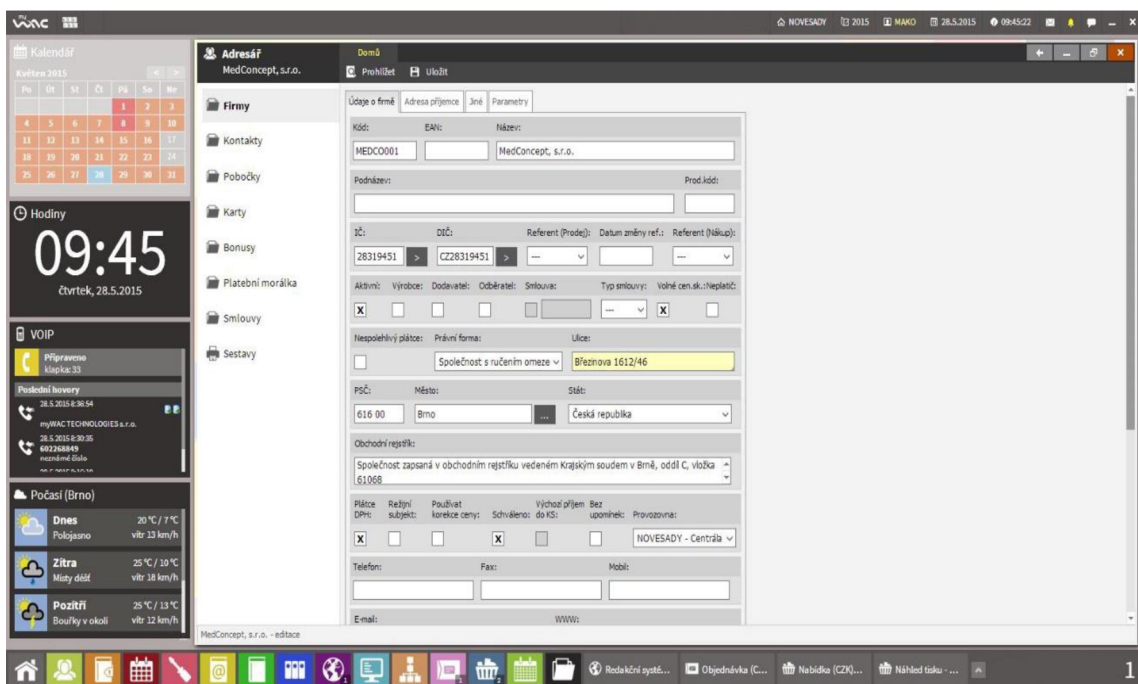 my
WAC
NOVESADY 2015 MAKO 28.5.2015 09:45:22
Kalendář
Květen 2015 < >
Po Út St Čt Pá So Ne
1 2 3
4 5 6 7 8 9 10
11 12 13 14 15 16 17
18 19 20 21 22 23 24
25 26 27 28 29 30 31
Hodiny
09:45
čtvrtek, 28.5.2015
VOIP
Připraveno
klapka: 33
Poslední hovory
28.5.2015 8:36:54
myWAC TECHNOLOGIES s.r.o.
28.5.2015 8:30:35
602268849
neznámé číslo
Počasí (Brno)
Dnes 20 °C / 7 °C
Polojasno vítr 13 km/h
Zítra 25 °C / 10 °C
Místy déšť vítr 18 km/h
Pozítří 25 °C / 13 °C
Bouřky v okolí vítr 12 km/h
Adresář
MedConcept, s.r.o.
Firmy
Kontakty
Pobočky
Karty
Bonusy
Platební morálka
Smlouvy
Sestavy
Domů
Prohlížet Uložit
Údaje o firmě Adresa příjemce Jiné Parametry
Kód: EAN: Název:
MEDCO001 MedConcept, s.r.o.
Podnázev: Prod.kód:
IČ: DIČ: Referent (Prodej): Datum změny ref.: Referent (Nákup):
28319451 > CZ28319451 > --- ---
Aktivní: Výrobce: Dodavatel: Odběratel: Smlouva: Typ smlouvy: Volné cen.sk.: Neplatič:
X --- X
Nespolehlivý plátce: Právní forma: Ulice:
Společnost s ručením omeze Březinova 1612/46
PSČ: Město: Stát:
616 00 Brno ... Česká republika
Obchodní rejstřík:
Společnost zapsaná v obchodním rejstříku vedeném Krajským soudem v Brně, oddíl C, vložka
61068
Plátce Režijní Používat Výchozí příjem Bez
DPH: subjekt: korekce ceny: Schváleno: do KS: upomínek: Provozovna:
X X NOVESADY - Centrála
Telefon: Fax: Mobil:
E-mail: WWW:
MedConcept, s.r.o. - editace
Redakční systé... Objednávka (C... Nabídka (CZK)... Náhled tisku - ... 1